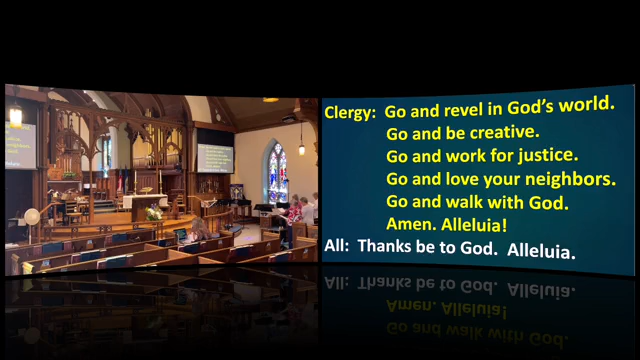 Clergy: Go and revel in God's world.
Go and be creative.
Go and work for justice.
Go and love your neighbors.
Go and walk with God.
Amen. Alleluia!
All: Thanks be to God. Alleluia.